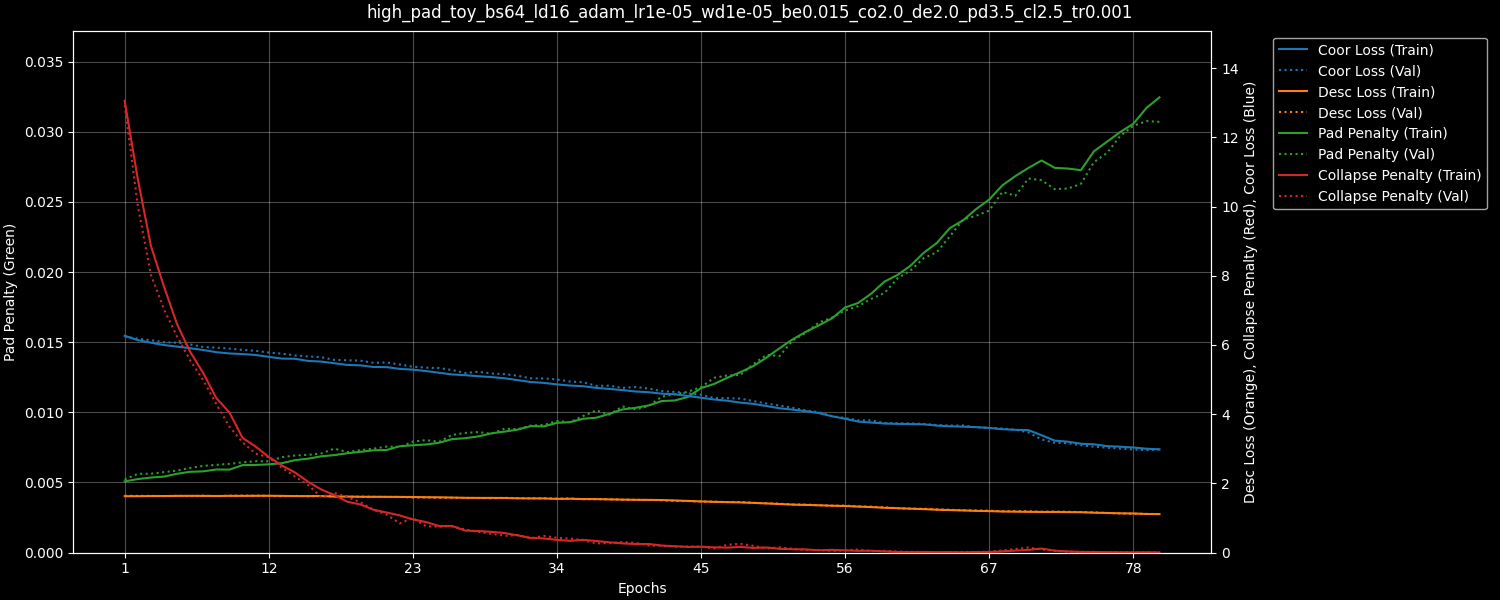 high_pad_toy_bs64_ld16_adam_lr1e-05_wd1e-05_be0.015_co2.0_de2.0_pd3.5_cl2.5_tr0.001
Pad Penalty (Green)
0.035
0.030
0.025
0.020
0.015
0.010
0.005
0.000
1
12
23
34
45
56
67
78
Epochs
14
12
10
8
6
4
2
0
Desc Loss (Orange), Collapse Penalty (Red), Coor Loss (Blue)
Coor Loss (Train)
Coor Loss (Val)
Desc Loss (Train)
Desc Loss (Val)
Pad Penalty (Train)
Pad Penalty (Val)
Collapse Penalty (Train)
Collapse Penalty (Val)